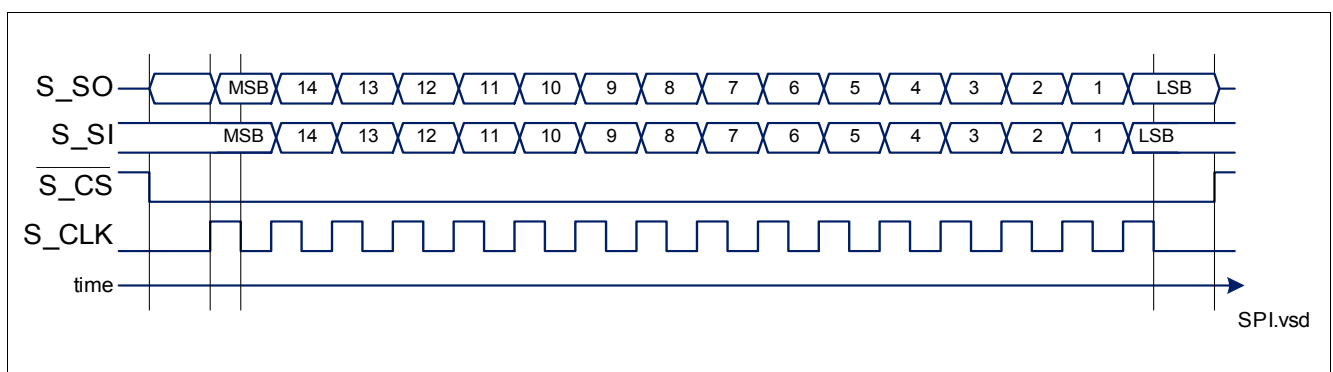 S_SO MSB 14 13 12 11 10 9 8 7 6 5 4 3 2 1 LSB
S_SI MSB 14 13 12 11 10 9 8 7 6 5 4 3 2 1 LSB
S_CS
S_CLK
time
SPI.vsd